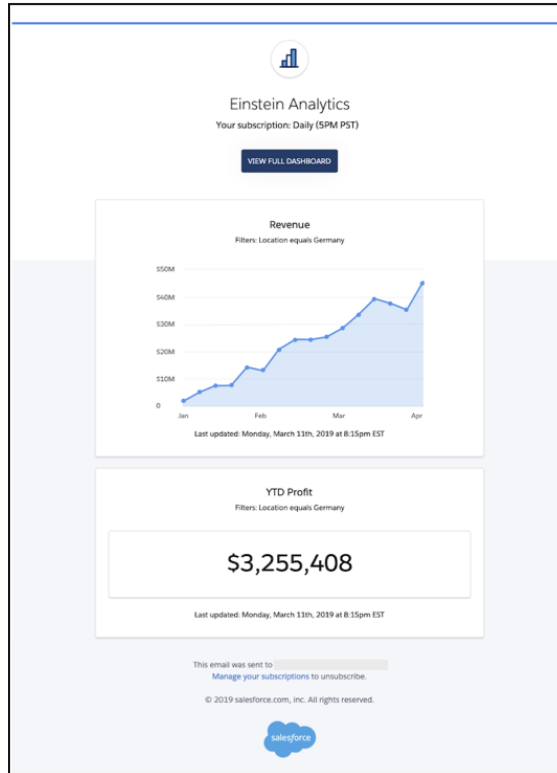 Einstein Analytics
Your subscription: Daily (5PM PST)
VIEW FULL DASHBOARD
Revenue
Filters: Location equals Germany
$50M
$40M
$30M
$20M
$10M
0
Jan Feb Mar Apr
Last updated: Monday, March 11th, 2019 at 8:15pm EST
YTD Profit
Filters: Location equals Germany
$3,255,408
Last updated: Monday, March 11th, 2019 at 8:15pm EST
This email was sent to
Manage your subscriptions to unsubscribe.
© 2019 salesforce.com, inc. All rights reserved.
salesforce